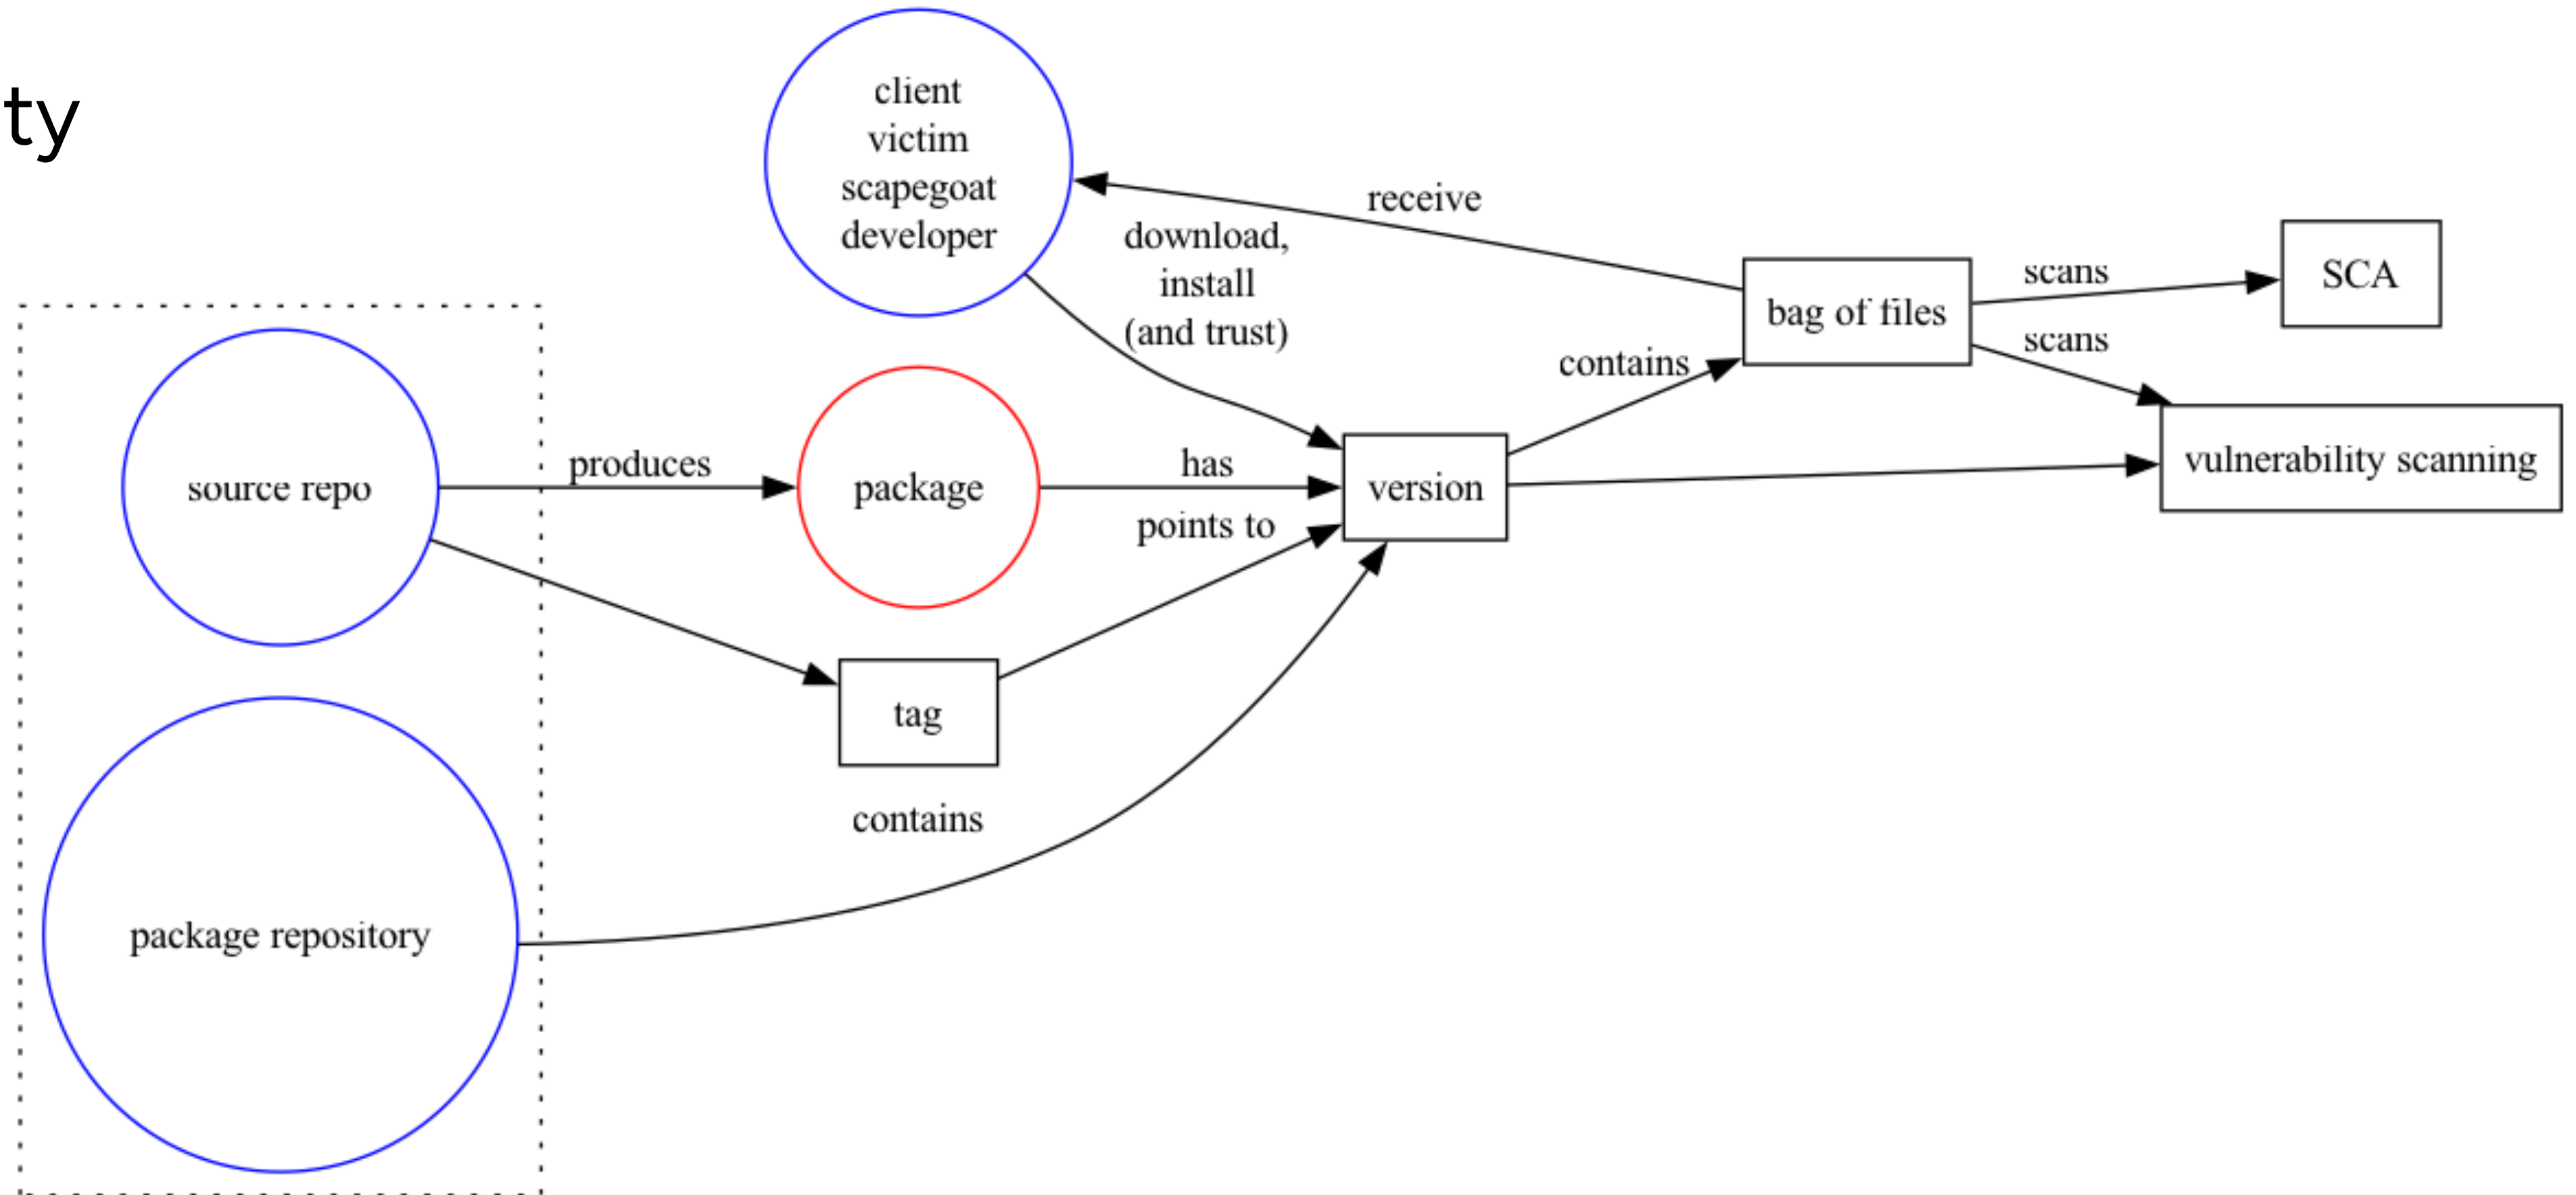 ty
client
victim
scapegoat
developer
receive
download,
install
(and trust)
bag of files
scans
SCA
scans
contains
vulnerability scanning
source repo
produces
package
has
version
points to
tag
contains
package repository